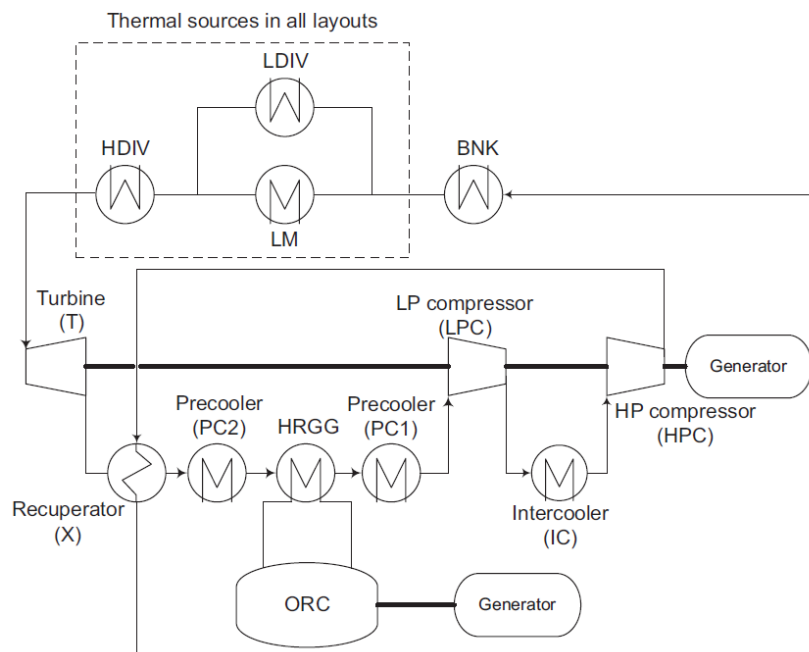 Thermal sources in all layouts
LDIV
HDIV
BNK
LM
Turbine
(T)
LP compressor
(LPC)
Generator
Precooler
(PC2)
HRGG
Precooler
(PC1)
HP compressor
(HPC)
Recuperator
(X)
Intercooler
(IC)
ORC
Generator